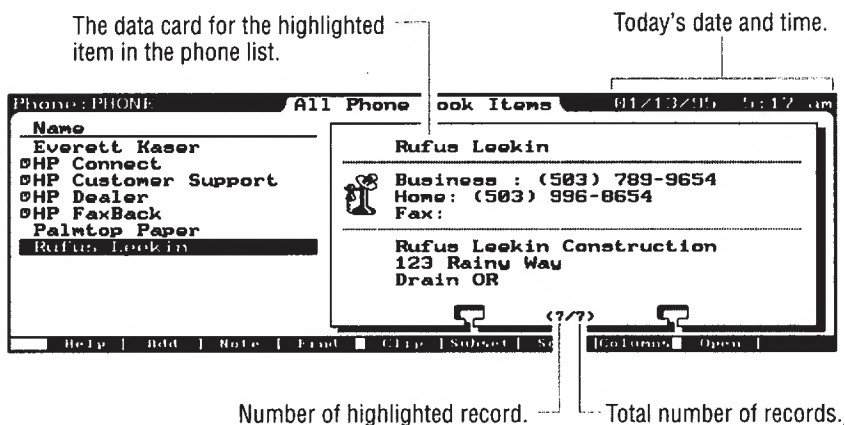 The data card for the highlighted
item in the phone list.
Today's date and time.
Phone:PHONE All Phone ook Items 01/13/95 5:17 am
Name
Everett Kaser
HP Connect
HP Customer Support
HP Dealer
HP FaxBack
Palmtop Paper
Rufus Leekin
Rufus Leekin
Business : (503) 789-9654
Home: (503) 996-8654
Fax:
Rufus Leekin Construction
123 Rainy Way
Drain OR
(7/7)
Help | Add | Note | Find Clip |Subset| S |Columns Open |
Number of highlighted record.
Total number of records.